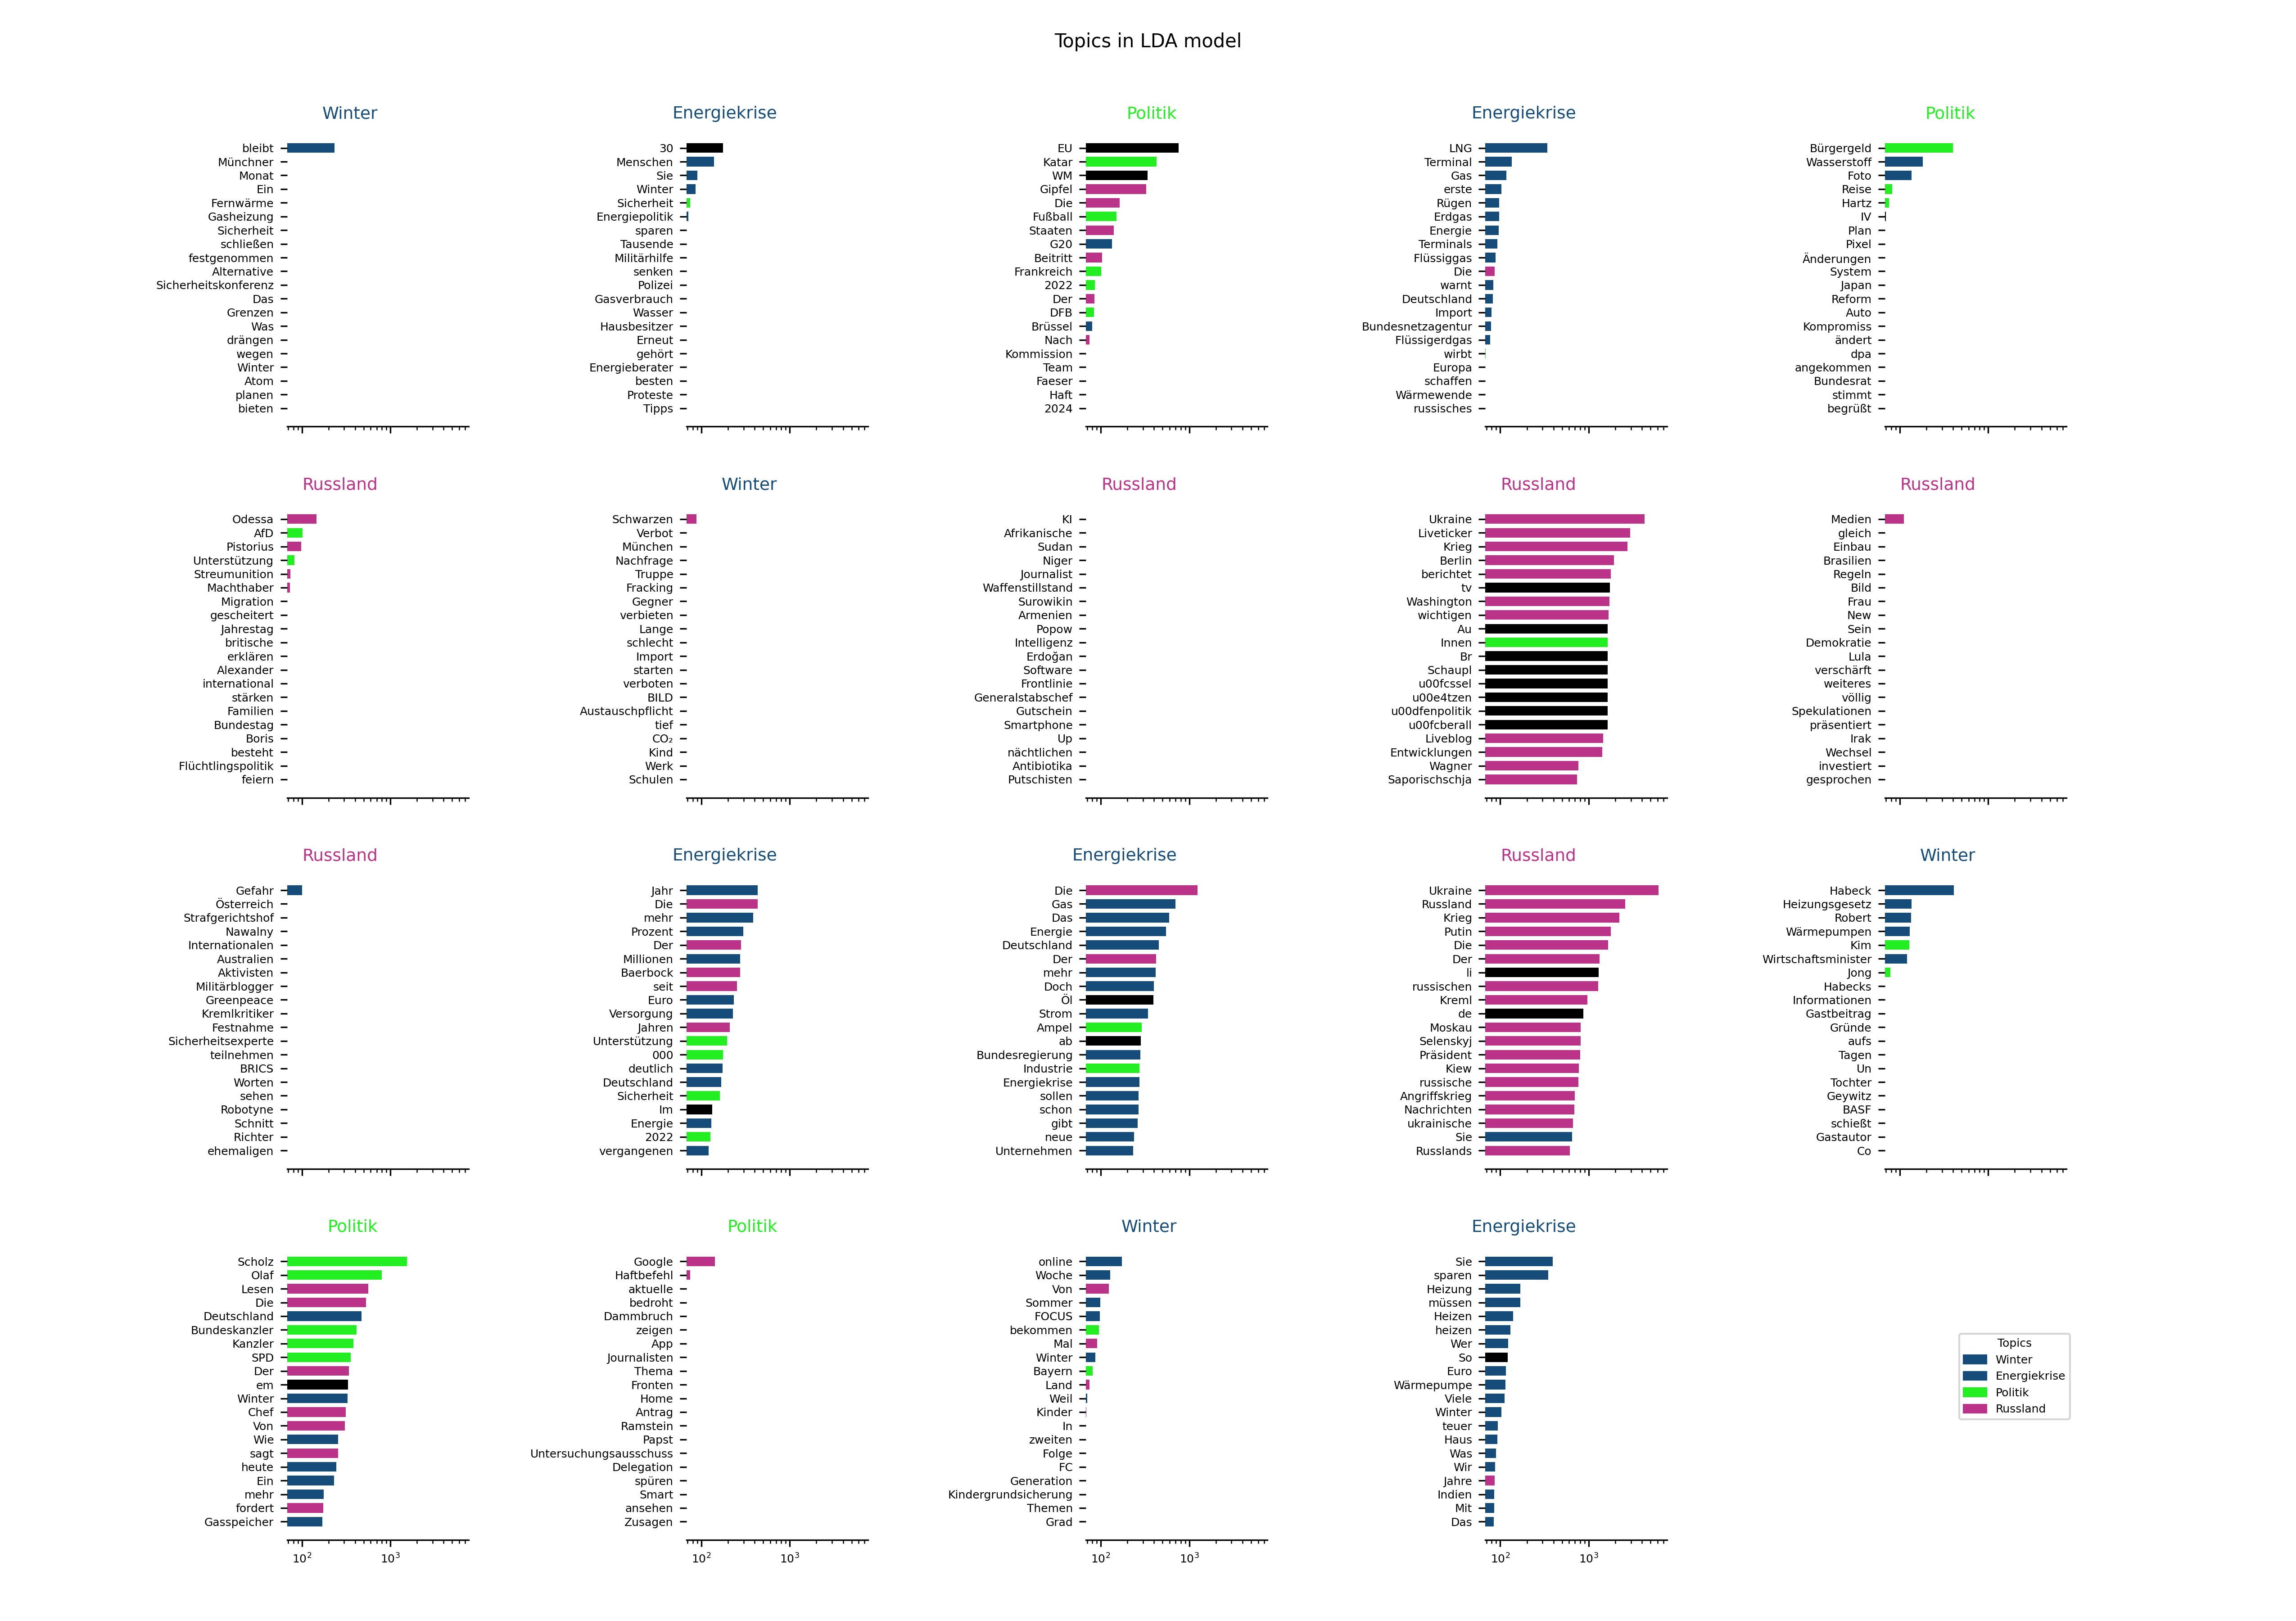 Topics in LDA model
Winter
bleibt
Münchner
Monat
Ein
Fernwärme
Gasheizung
Sicherheit
schließen
festgenommen
Alternative
Sicherheitskonferenz
Das
Grenzen
Was
drängen
wegen
Winter
Atom
planen
bieten
Energiekrise
30
Menschen
Sie
Winter
Sicherheit
Energiepolitik
sparen
Tausende
Militärhilfe
senken
Polizei
Gasverbrauch
Wasser
Hausbesitzer
Erneut
gehört
Energieberater
besten
Proteste
Tipps
Politik
EU
Katar
WM
Gipfel
Die
Fußball
Staaten
G20
Beitritt
Frankreich
2022
Der
DFB
Brüssel
Nach
Kommission
Team
Faeser
Haft
2024
Energiekrise
LNG
Terminal
Gas
erste
Rügen
Erdgas
Energie
Terminals
Flüssiggas
Die
warnt
Deutschland
Import
Bundesnetzagentur
Flüssigerdgas
wirbt
Europa
schaffen
Wärmewende
russisches
Politik
Bürgergeld
Wasserstoff
Foto
Reise
Hartz
IV
Plan
Pixel
Änderungen
System
Japan
Reform
Auto
Kompromiss
ändert
dpa
angekommen
Bundesrat
stimmt
begrüßt
Russland
Odessa
AfD
Pistorius
Unterstützung
Streumunition
Machthaber
Migration
gescheitert
Jahrestag
britische
erklären
Alexander
international
stärken
Familien
Bundestag
Boris
besteht
Flüchtlingspolitik
feiern
Winter
Schwarzen
Verbot
München
Nachfrage
Truppe
Fracking
Gegner
verbieten
Lange
schlecht
Import
starten
verboten
BILD
Austauschpflicht
tief
CO₂
Kind
Werk
Schulen
Russland
KI
Afrikanische
Sudan
Niger
Journalist
Waffenstillstand
Surowikin
Armenien
Popow
Intelligenz
Erdoğan
Software
Frontlinie
Generalstabschef
Gutschein
Smartphone
Up
nächtlichen
Antibiotika
Putschisten
Russland
Ukraine
Liveticker
Krieg
Berlin
berichtet
tv
Washington
wichtigen
Au
Innen
Br
Schaupl
u00fcssel
u00e4tzen
u00dfenpolitik
u00fcberall
Liveblog
Entwicklungen
Wagner
Saporischschja
Russland
Medien
gleich
Einbau
Brasilien
Regeln
Bild
Frau
New
Sein
Demokratie
Lula
verschärft
weiteres
völlig
Spekulationen
präsentiert
Irak
Wechsel
investiert
gesprochen
Russland
Gefahr
Österreich
Strafgerichtshof
Nawalny
Internationalen
Australien
Aktivisten
Militärblogger
Greenpeace
Kremlkritiker
Festnahme
Sicherheitsexperte
teilnehmen
BRICS
Worten
sehen
Robotyne
Schnitt
Richter
ehemaligen
Energiekrise
Jahr
Die
mehr
Prozent
Der
Millionen
Baerbock
seit
Euro
Versorgung
Jahren
Unterstützung
000
deutlich
Deutschland
Sicherheit
Im
Energie
2022
vergangenen
Energiekrise
Die
Gas
Das
Energie
Deutschland
Der
mehr
Doch
Öl
Strom
Ampel
ab
Bundesregierung
Industrie
Energiekrise
sollen
schon
gibt
neue
Unternehmen
Russland
Ukraine
Russland
Krieg
Putin
Die
Der
li
russischen
Kreml
de
Moskau
Selenskyj
Präsident
Kiew
russische
Angriffskrieg
Nachrichten
ukrainische
Sie
Russlands
Winter
Habeck
Heizungsgesetz
Robert
Wärmepumpen
Kim
Wirtschaftsminister
Jong
Habecks
Informationen
Gastbeitrag
Gründe
aufs
Tagen
Un
Tochter
Geywitz
BASF
schießt
Gastautor
Co
Politik
Scholz
Olaf
Lesen
Die
Deutschland
Bundeskanzler
Kanzler
SPD
Der
em
Winter
Chef
Von
Wie
sagt
heute
Ein
mehr
fordert
Gasspeicher
10² 10³
Politik
Google
Haftbefehl
aktuelle
bedroht
Dammbruch
zeigen
App
Journalisten
Thema
Fronten
Home
Antrag
Ramstein
Papst
Untersuchungsausschuss
Delegation
spüren
Smart
ansehen
Zusagen
10² 10³
Winter
online
Woche
Von
Sommer
FOCUS
bekommen
Mal
Winter
Bayern
Land
Weil
Kinder
In
zweiten
Folge
FC
Generation
Kindergrundsicherung
Themen
Grad
10² 10³
Energiekrise
Sie
sparen
Heizung
müssen
Heizen
heizen
Wer
So
Euro
Wärmepumpe
Viele
Winter
teuer
Haus
Was
Wir
Jahre
Indien
Mit
Das
10² 10³
Topics
Winter
Energiekrise
Politik
Russland